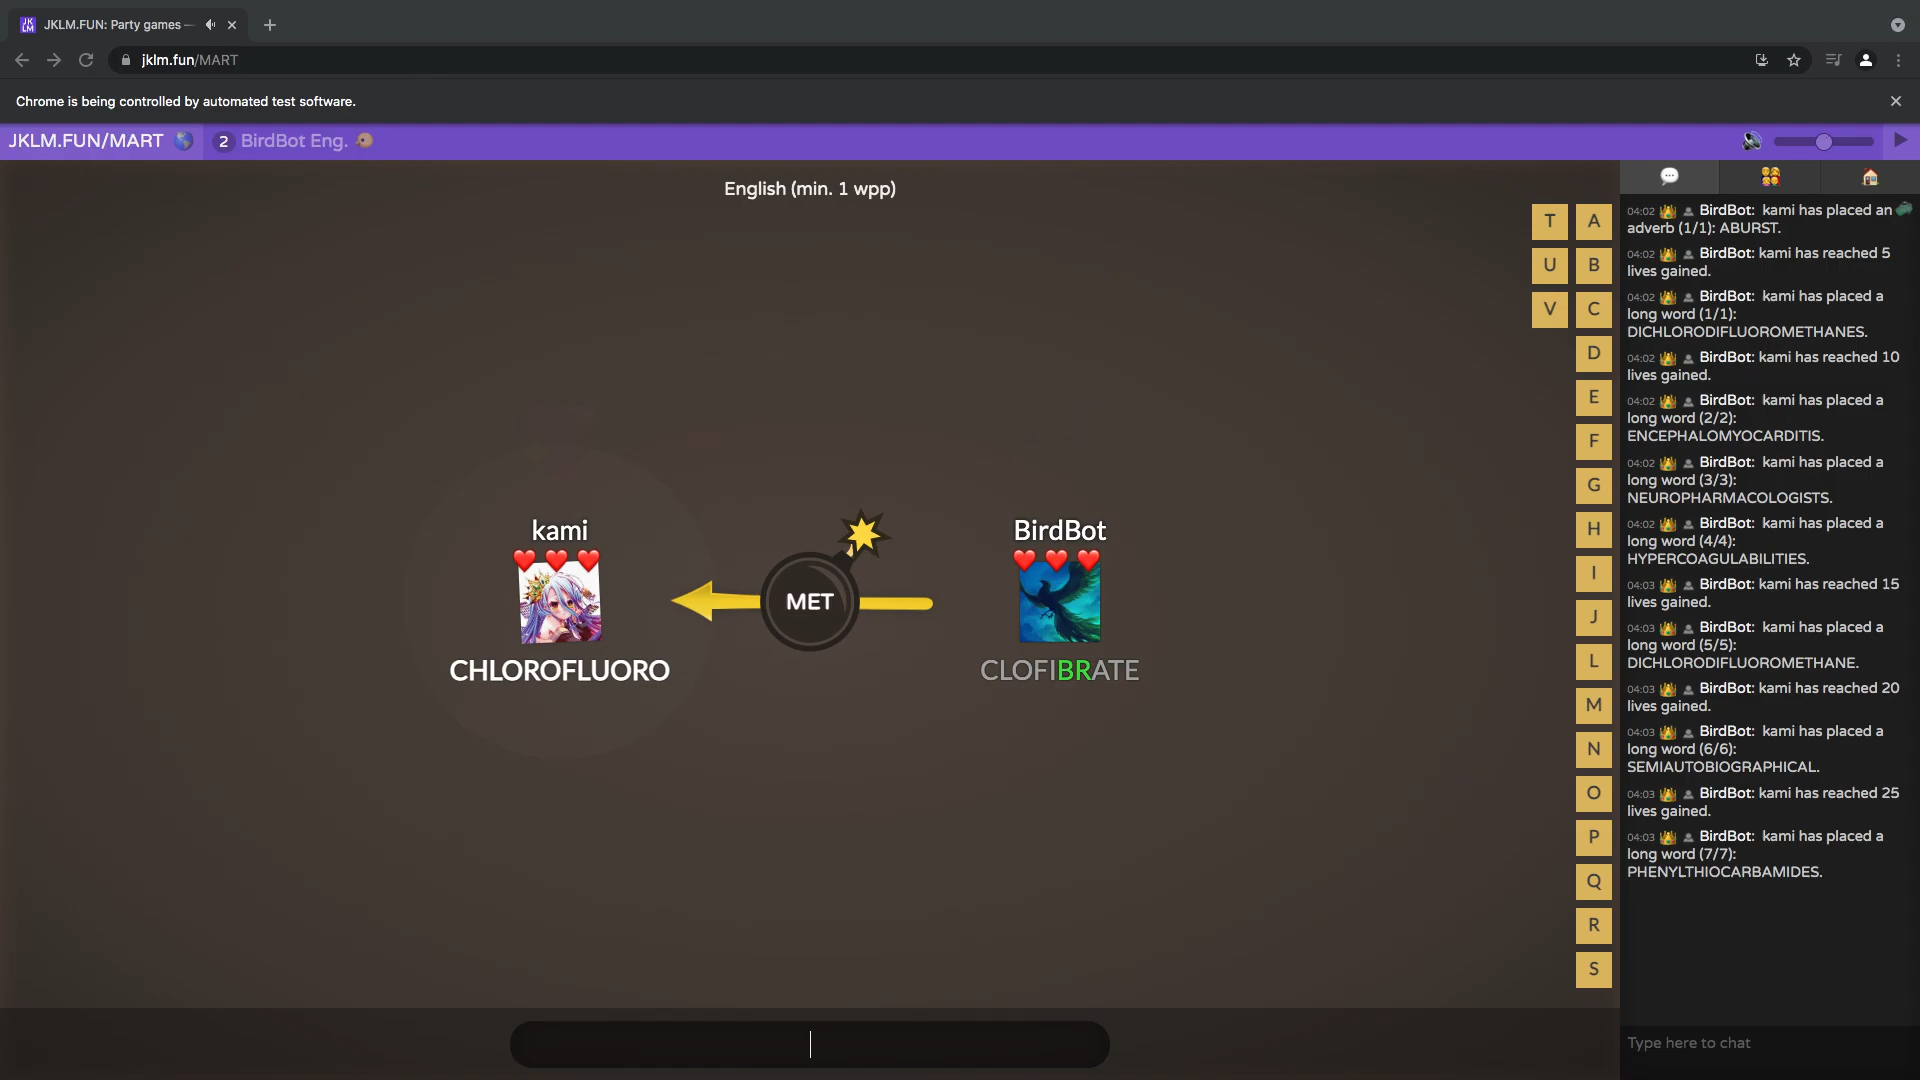 JKLM.FUN: Party games —
jklm.fun/MART
Chrome is being controlled by automated test software.
JKLM.FUN/MART
2 BirdBot Eng.
English (min. 1 wpp)
T A
U B
V C
D
E
F
G
H
I
J
L
M
N
O
P
Q
R
S
kami
CHLOROFLUORO
MET
BirdBot
CLOFIBRATE
04:02 BirdBot: kami has placed an
adverb (1/1): ABURST.
04:02 BirdBot: kami has reached 5
lives gained.
04:02 BirdBot: kami has placed a
long word (1/1):
DICHLORODIFLUOROMETHANES.
04:02 BirdBot: kami has reached 10
lives gained.
04:02 BirdBot: kami has placed a
long word (2/2):
ENCEPHALOMYOCARDITIS.
04:02 BirdBot: kami has placed a
long word (3/3):
NEUROPHARMACOLOGISTS.
04:02 BirdBot: kami has placed a
long word (4/4):
HYPERCOAGULABILITIES.
04:03 BirdBot: kami has reached 15
lives gained.
04:03 BirdBot: kami has placed a
long word (5/5):
DICHLORODIFLUOROMETHANE.
04:03 BirdBot: kami has reached 20
lives gained.
04:03 BirdBot: kami has placed a
long word (6/6):
SEMIAUTOBIOGRAPHICAL.
04:03 BirdBot: kami has reached 25
lives gained.
04:03 BirdBot: kami has placed a
long word (7/7):
PHENYLTHIOCARBAMIDES.
Type here to chat